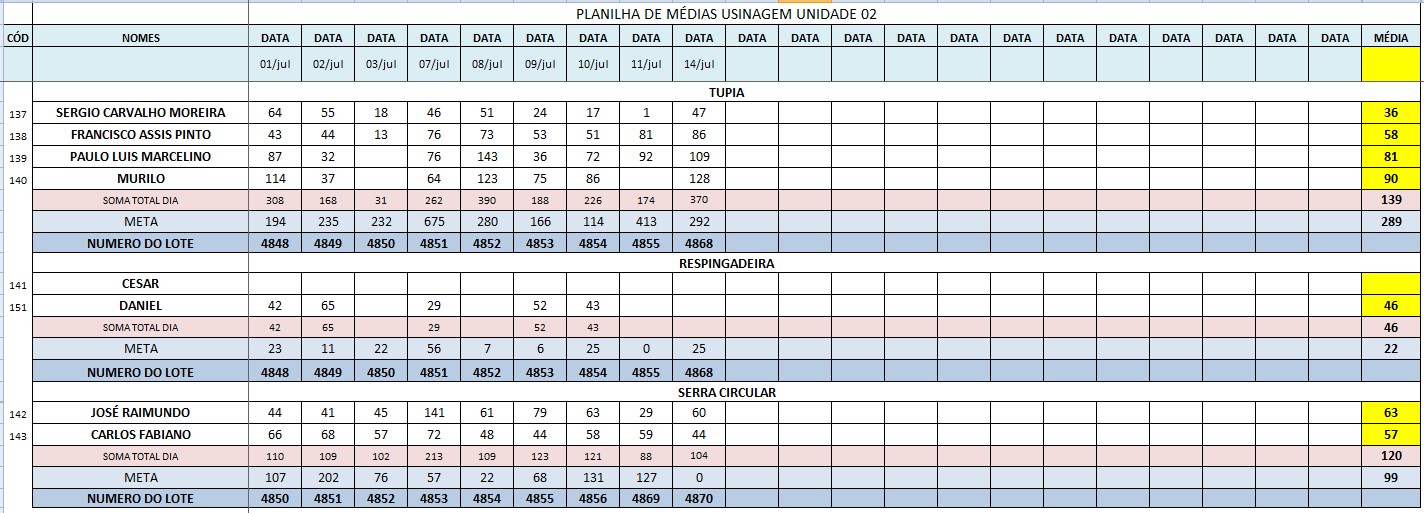 PLANILHA DE MÉDIAS USINAGEM UNIDADE 02
CÓD NOMES DATA DATA DATA DATA DATA DATA DATA DATA DATA DATA DATA DATA DATA DATA DATA DATA DATA DATA DATA DATA DATA MÉDIA
01/jul 02/jul 03/jul 07/jul 08/jul 09/jul 10/jul 11/jul 14/jul
TUPIA
137 SERGIO CARVALHO MOREIRA 64 55 18 46 51 24 17 1 47 36
138 FRANCISCO ASSIS PINTO 43 44 13 76 73 53 51 81 86 58
139 PAULO LUIS MARCELINO 87 32 76 143 36 72 92 109 81
140 MURILO 114 37 64 123 75 86 128 90
SOMA TOTAL DIA 308 168 31 262 390 188 226 174 370 139
META 194 235 232 675 280 166 114 413 292 289
NUMERO DO LOTE 4848 4849 4850 4851 4852 4853 4854 4855 4868
RESPINGADEIRA
141 CESAR
151 DANIEL 42 65 29 52 43 46
SOMA TOTAL DIA 42 65 29 52 43 46
META 23 11 22 56 7 6 25 0 25 22
NUMERO DO LOTE 4848 4849 4850 4851 4852 4853 4854 4855 4868
SERRA CIRCULAR
142 JOSÉ RAIMUNDO 44 41 45 141 61 79 63 29 60 63
143 CARLOS FABIANO 66 68 57 72 48 44 58 59 44 57
SOMA TOTAL DIA 110 109 102 213 109 123 121 88 104 120
META 107 202 76 57 22 68 131 127 0 99
NUMERO DO LOTE 4850 4851 4852 4853 4854 4855 4856 4869 4870